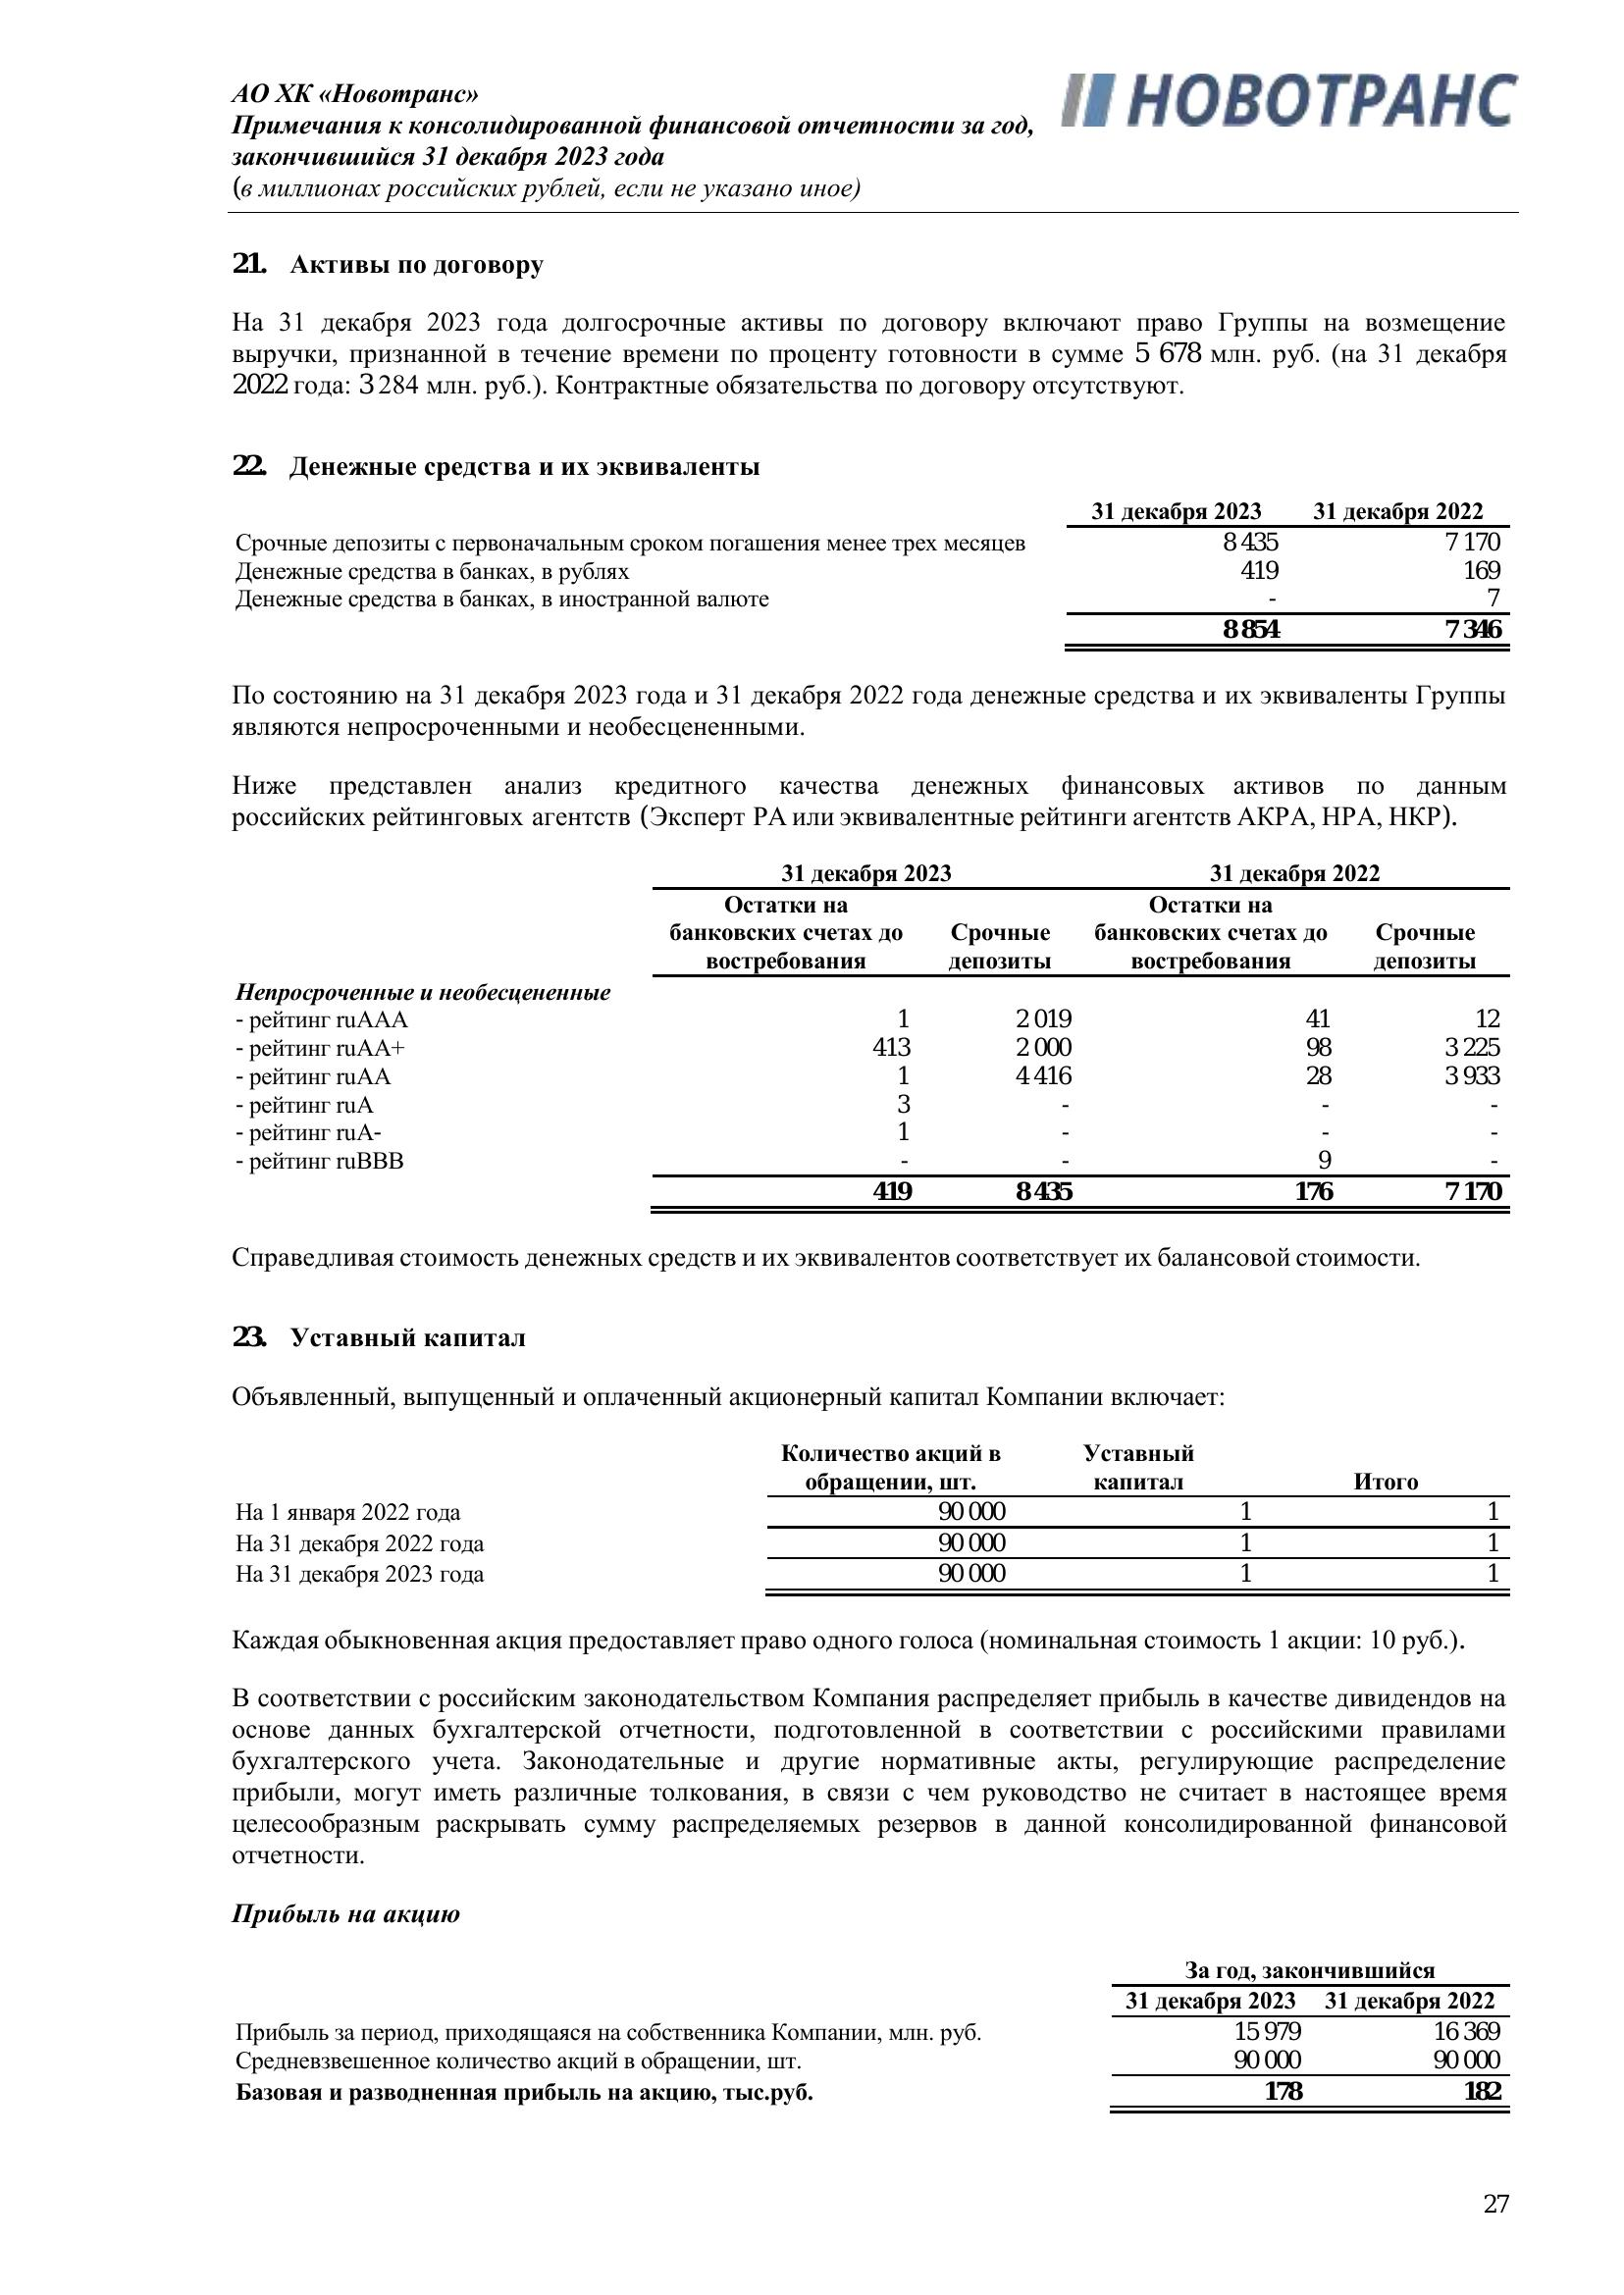 АО ХК «Новотранс»
НОВОТРАНС
Примечания к консолидированной финансовой отчетности за год,
закончившийся 31 декабря 2023 года
(в миллионах российских рублей, если не указано иное)
21. Активы по договору
На 31 декабря 2023 года долгосрочные активы по договору включают право Группы на возмещение
выручки, признанной в течение времени по проценту готовности в сумме 5 678 млн. руб. (на 31 декабря
2022 года: 3 284 млн. руб.). Контрактные обязательства по договору отсутствуют.
22. Денежные средства и их эквиваленты
31 декабря 2023 31 декабря 2022
Срочные депозиты с первоначальным сроком погашения менее трех месяцев 8 435 7 170
Денежные средства в банках, в рублях 419 169
Денежные средства в банках, в иностранной валюте - 7
8 854 7 346
По состоянию на 31 декабря 2023 года и 31 декабря 2022 года денежные средства и их эквиваленты Группы
являются непросроченными и необесцененными.
Ниже представлен анализ кредитного качества денежных финансовых активов по данным
российских рейтинговых агентств (Эксперт РА или эквивалентные рейтинги агентств АКРА, НРА, НКР).
31 декабря 2023 31 декабря 2022
Остатки на Остатки на
банковских счетах до Срочные банковских счетах до Срочные
востребования депозиты востребования депозиты
Непросроченные и необесцененные
- рейтинг ruAAA 1 2 019 41 12
- рейтинг ruAA+ 413 2 000 98 3 225
- рейтинг ruAA 1 4 416 28 3 933
- рейтинг ruA 3 - - -
- рейтинг ruA- 1 - - -
- рейтинг ruBBB - - 9 -
419 8 435 176 7 170
Справедливая стоимость денежных средств и их эквивалентов соответствует их балансовой стоимости.
23. Уставный капитал
Объявленный, выпущенный и оплаченный акционерный капитал Компании включает:
Количество акций в Уставный
обращении, шт. капитал Итого
На 1 января 2022 года 90 000 1 1
На 31 декабря 2022 года 90 000 1 1
На 31 декабря 2023 года 90 000 1 1
Каждая обыкновенная акция предоставляет право одного голоса (номинальная стоимость 1 акции: 10 руб.).
В соответствии с российским законодательством Компания распределяет прибыль в качестве дивидендов на
основе данных бухгалтерской отчетности, подготовленной в соответствии с российскими правилами
бухгалтерского учета. Законодательные и другие нормативные акты, регулирующие распределение
прибыли, могут иметь различные толкования, в связи с чем руководство не считает в настоящее время
целесообразным раскрывать сумму распределяемых резервов в данной консолидированной финансовой
отчетности.
Прибыль на акцию
За год, закончившийся
31 декабря 2023 31 декабря 2022
Прибыль за период, приходящаяся на собственника Компании, млн. руб. 15 979 16 369
Средневзвешенное количество акций в обращении, шт. 90 000 90 000
Базовая и разводненная прибыль на акцию, тыс.руб. 178 182
27